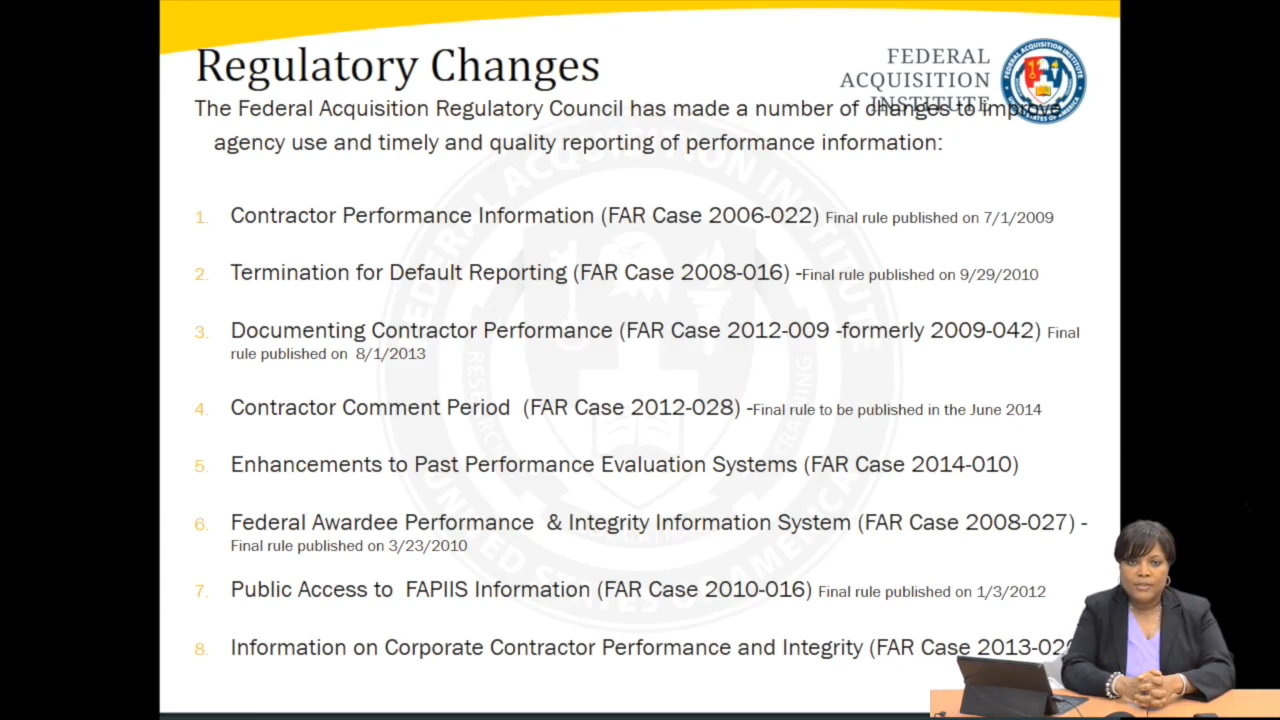 Regulatory Changes
FEDERAL
ACQUISITION
INSTITUTE
The Federal Acquisition Regulatory Council has made a number of changes to improve
agency use and timely and quality reporting of performance information:
1. Contractor Performance Information (FAR Case 2006-022) Final rule published on 7/1/2009
2. Termination for Default Reporting (FAR Case 2008-016) -Final rule published on 9/29/2010
3. Documenting Contractor Performance (FAR Case 2012-009 -formerly 2009-042) Final
rule published on 8/1/2013
4. Contractor Comment Period (FAR Case 2012-028) -Final rule to be published in the June 2014
5. Enhancements to Past Performance Evaluation Systems (FAR Case 2014-010)
6. Federal Awardee Performance & Integrity Information System (FAR Case 2008-027) -
Final rule published on 3/23/2010
7. Public Access to FAPIIS Information (FAR Case 2010-016) Final rule published on 1/3/2012
8. Information on Corporate Contractor Performance and Integrity (FAR Case